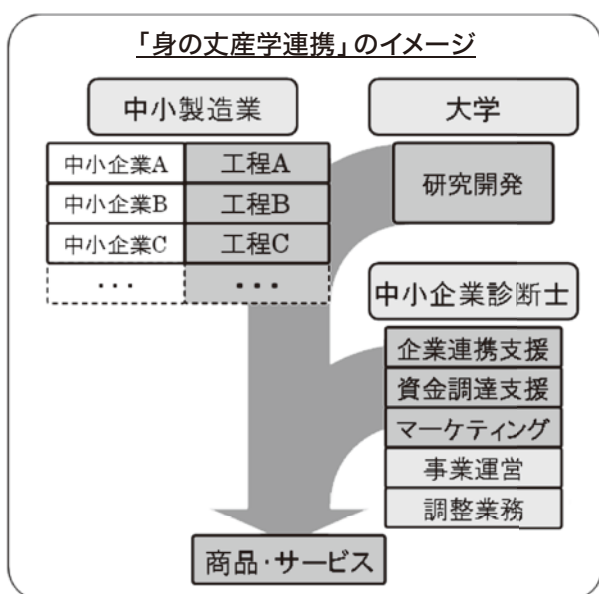 「身の丈産学連携」のイメージ
中小製造業
中小企業A 工程A
中小企業B 工程B
中小企業C 工程C
・・・ ・・・
大学
研究開発
中小企業診断士
企業連携支援
資金調達支援
マーケティング
事業運営
調整業務
商品・サービス